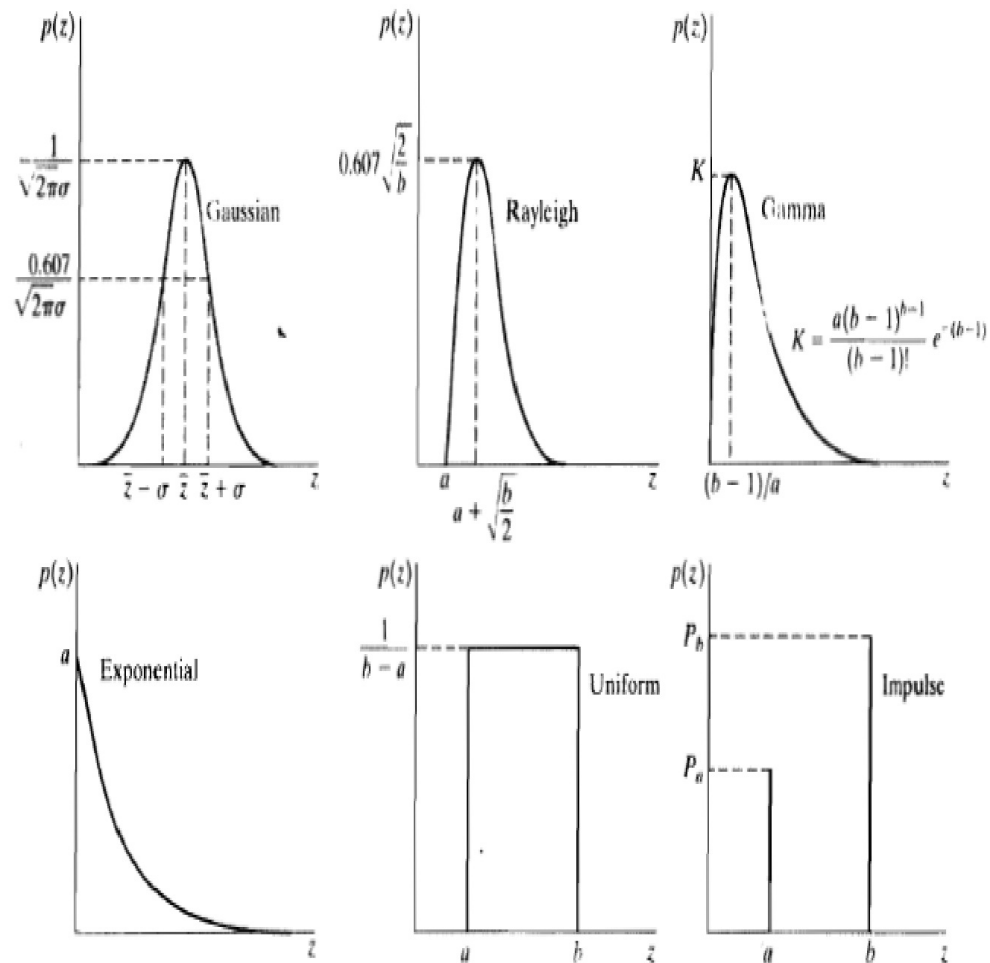 p(z)
1
√2πσ
Gaussian
0.607
√2πσ
z̄ − σ z̄ z̄ + σ z
p(z)
0.607 √2/b
Rayleigh
a z
a + √b/2
p(z)
K
Gamma
K = a(b − 1)^{b−1} / (b − 1)! e^{−(b−1)}
(b − 1)/a z
p(z)
a
Exponential
z
p(z)
1
b − a
Uniform
a b z
p(z)
P_b
Impulse
P_a
a b z